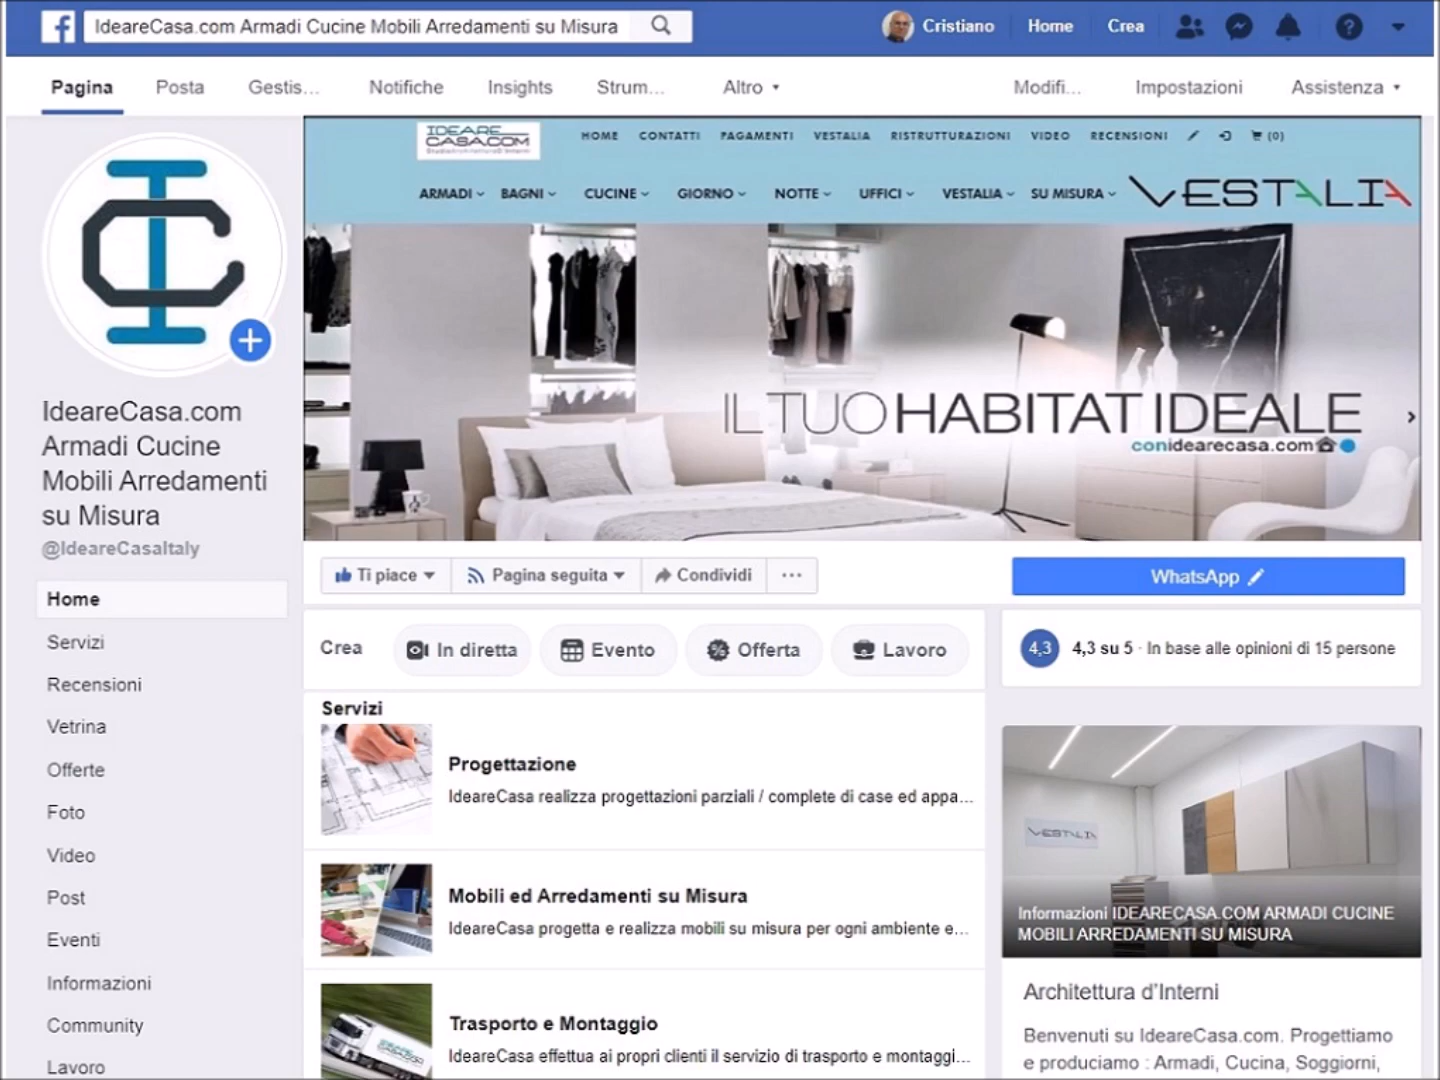 IdeareCasa.com Armadi Cucine Mobili Arredamenti su Misura
Cristiano
Home
Crea
Pagina
Posta
Gestis...
Notifiche
Insights
Strum...
Altro
Modifi...
Impostazioni
Assistenza
IDEARE
CASA.COM
HOME CONTATTI PAGAMENTI VESTALIA RISTRUTTURAZIONI VIDEO RECENSIONI (0)
ARMADI BAGNI CUCINE GIORNO NOTTE UFFICI VESTALIA SU MISURA
VESTALIA
IL TUO HABITAT IDEALE
conidearecasa.com
IdeareCasa.com
Armadi Cucine
Mobili Arredamenti
su Misura
@IdeareCasaItaly
Home
Servizi
Recensioni
Vetrina
Offerte
Foto
Video
Post
Eventi
Informazioni
Community
Lavoro
Ti piace
Pagina seguita
Condividi
...
WhatsApp
Crea
In diretta
Evento
Offerta
Lavoro
Servizi
Progettazione
IdeareCasa realizza progettazioni parziali / complete di case ed appa...
Mobili ed Arredamenti su Misura
IdeareCasa progetta e realizza mobili su misura per ogni ambiente e...
Trasporto e Montaggio
IdeareCasa effettua ai propri clienti il servizio di trasporto e montaggi...
4,3
4,3 su 5 · In base alle opinioni di 15 persone
VESTALIA
Informazioni IDEARECASA.COM ARMADI CUCINE
MOBILI ARREDAMENTI SU MISURA
Architettura d'Interni
Benvenuti su IdeareCasa.com. Progettiamo
e produciamo : Armadi, Cucina, Soggiorni,